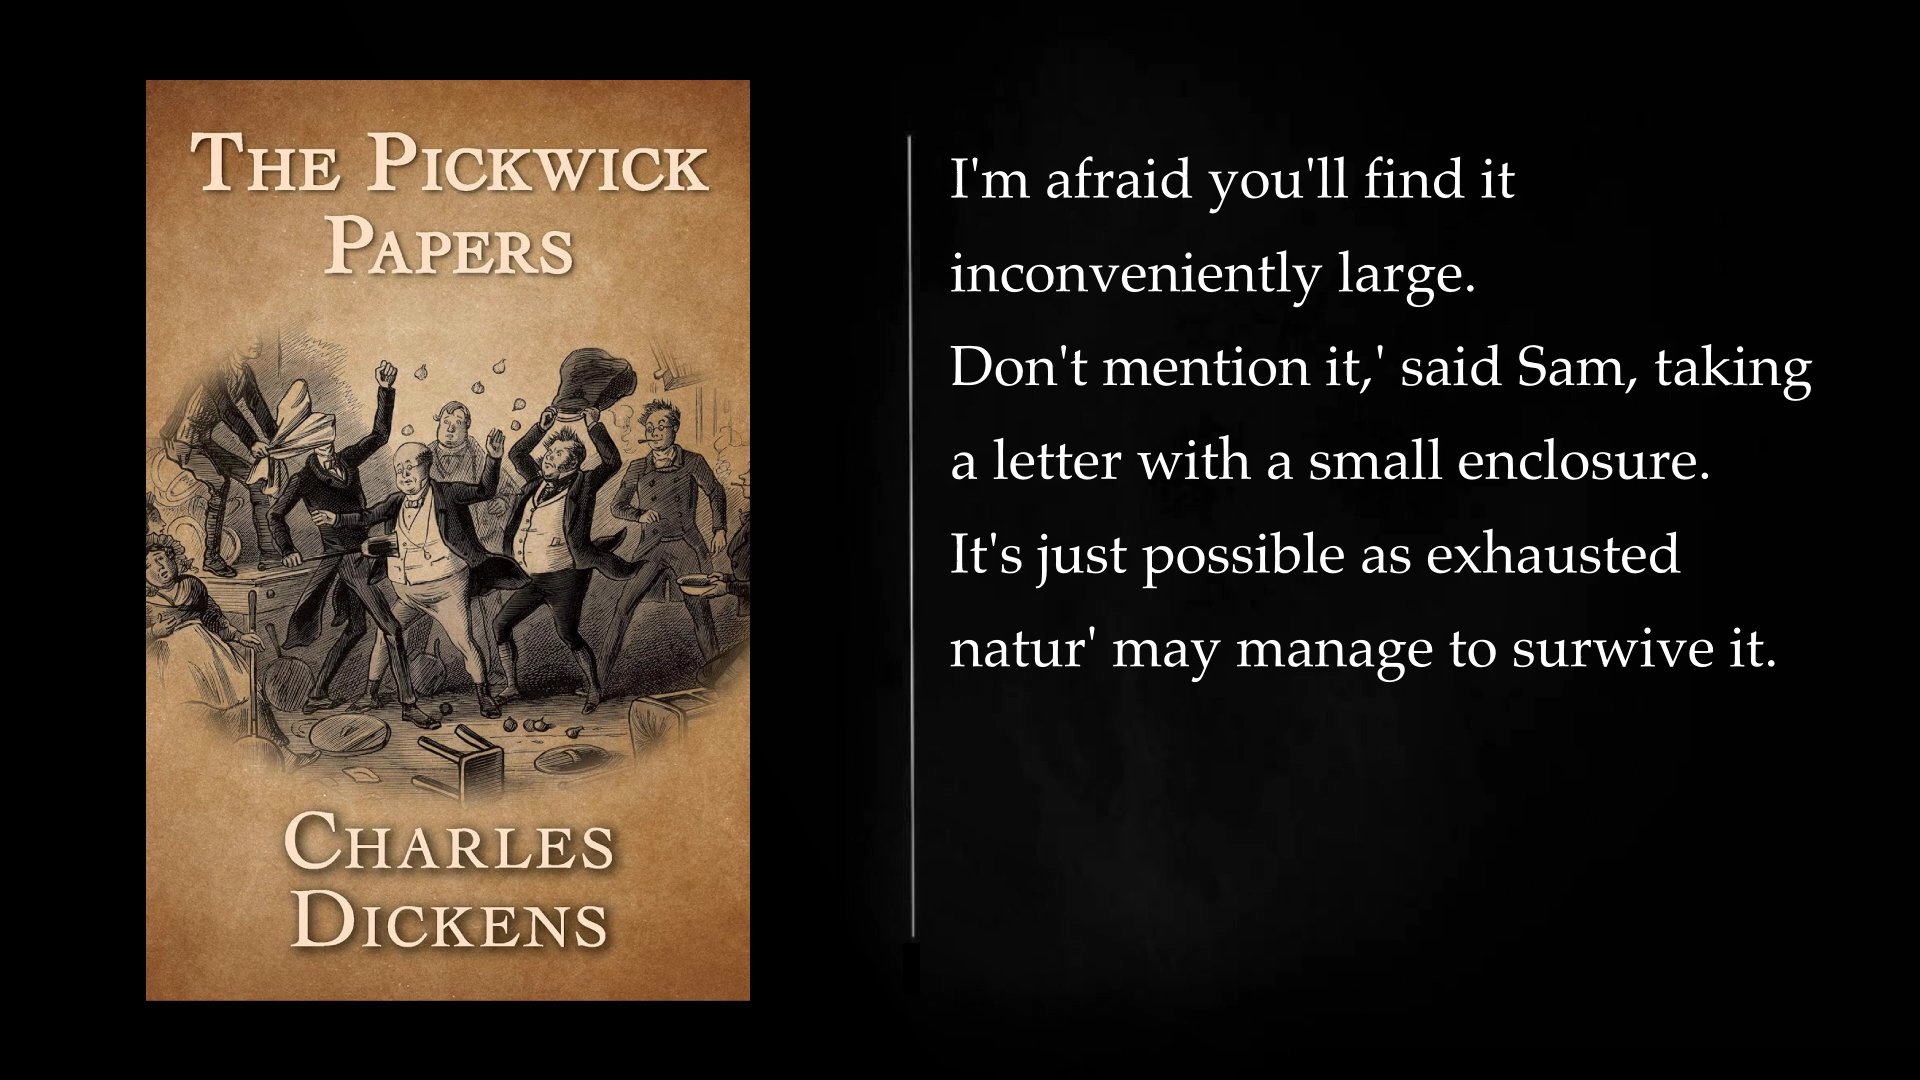 THE PICKWICK
PAPERS
CHARLES
DICKENS
I'm afraid you'll find it
inconveniently large.
Don't mention it,' said Sam, taking
a letter with a small enclosure.
It's just possible as exhausted
natur' may manage to surwive it.